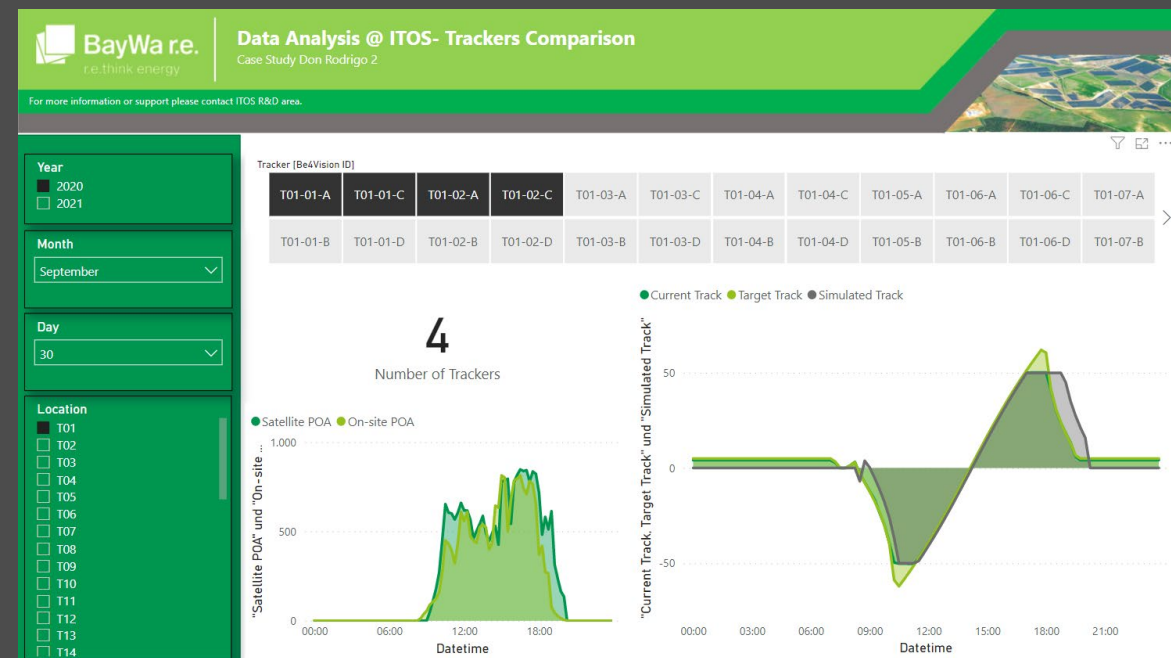 BayWa r.e.
r.e.think energy
Data Analysis @ ITOS- Trackers Comparison
Case Study Don Rodrigo 2
For more information or support please contact ITOS R&D area.
Year
2020
2021
Month
September
Day
30
Location
T01
T02
T03
T04
T05
T06
T07
T08
T09
T10
T11
T12
T13
T14
Tracker [Be4Vision ID]
T01-01-A T01-01-C T01-02-A T01-02-C T01-03-A T01-03-C T01-04-A T01-04-C T01-05-A T01-06-A T01-06-C T01-07-A
T01-01-B T01-01-D T01-02-B T01-02-D T01-03-B T01-03-D T01-04-B T01-04-D T01-05-B T01-06-B T01-06-D T01-07-B
4
Number of Trackers
Satellite POA On-site POA
"Satellite POA" und "On-site ...
1.000
500
0
00:00 06:00 12:00 18:00
Datetime
Current Track Target Track Simulated Track
"Current Track, Target Track" und "Simulated Track"
50
0
-50
00:00 03:00 06:00 09:00 12:00 15:00 18:00 21:00
Datetime